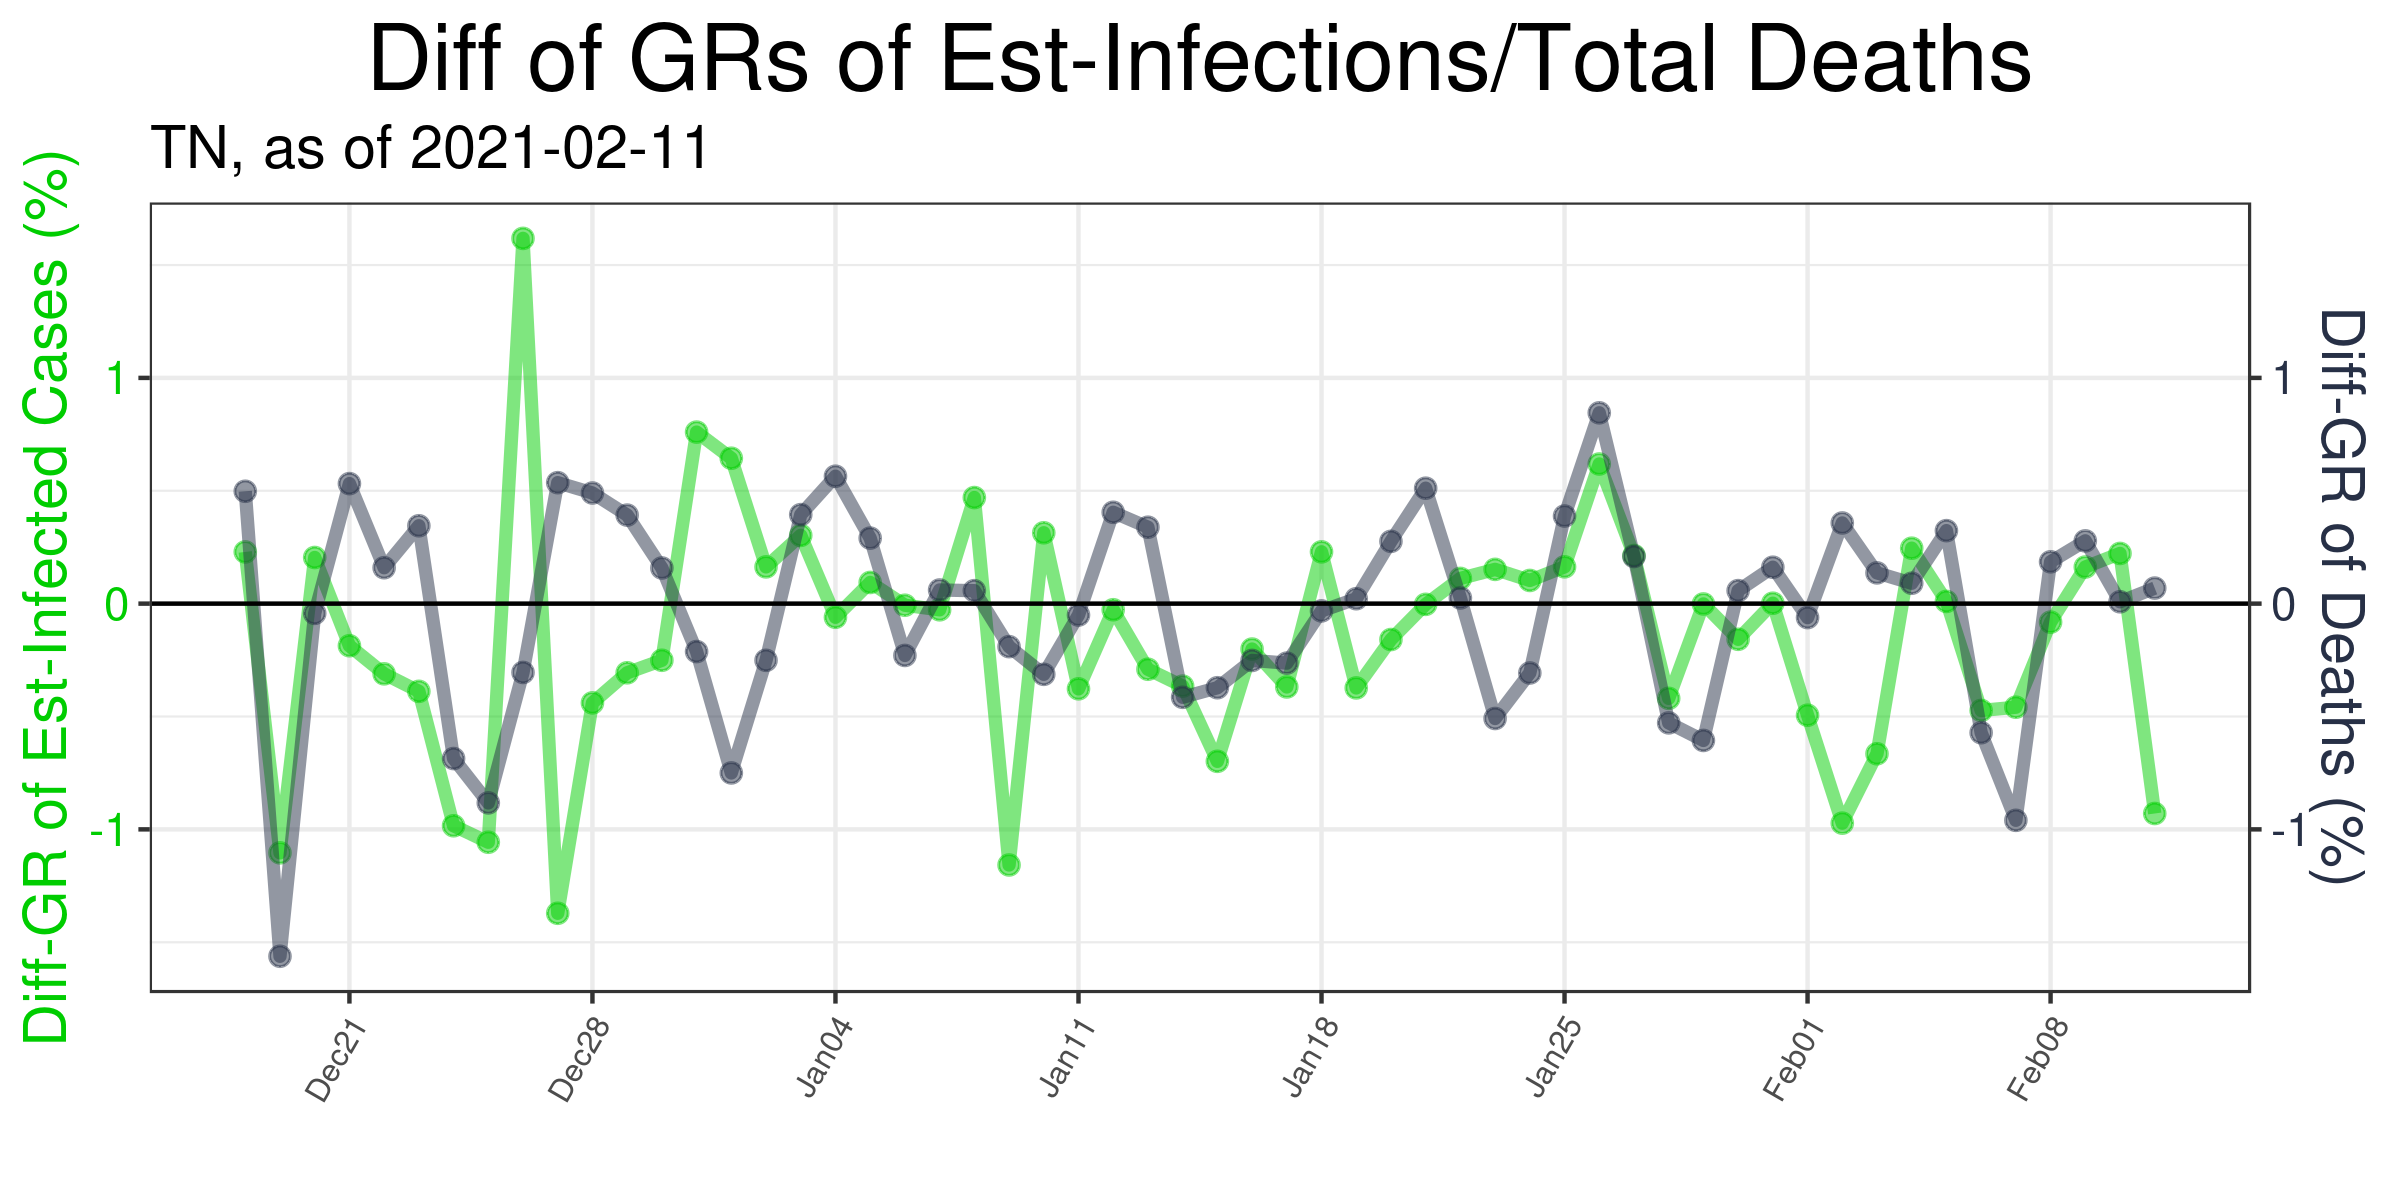 Diff of GRs of Est-Infections/Total Deaths
TN, as of 2021-02-11
Diff-GR of Est-Infected Cases (%)
1
0
-1
1
0
-1
Diff-GR of Deaths (%)
Dec21
Dec28
Jan04
Jan11
Jan18
Jan25
Feb01
Feb08